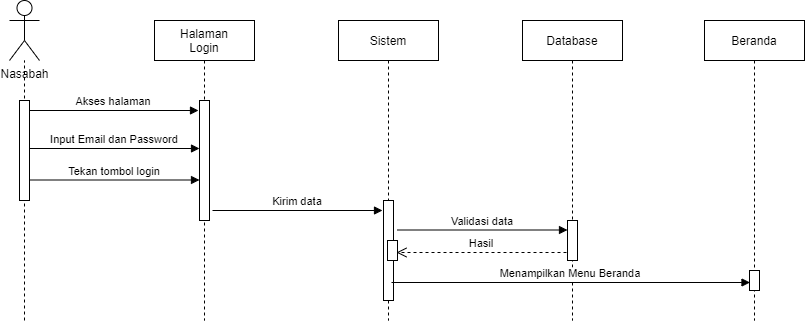 Halaman
Login
Sistem
Database
Beranda
Nasabah
Akses halaman
Input Email dan Password
Tekan tombol login
Kirim data
Validasi data
Hasil
Menampilkan Menu Beranda